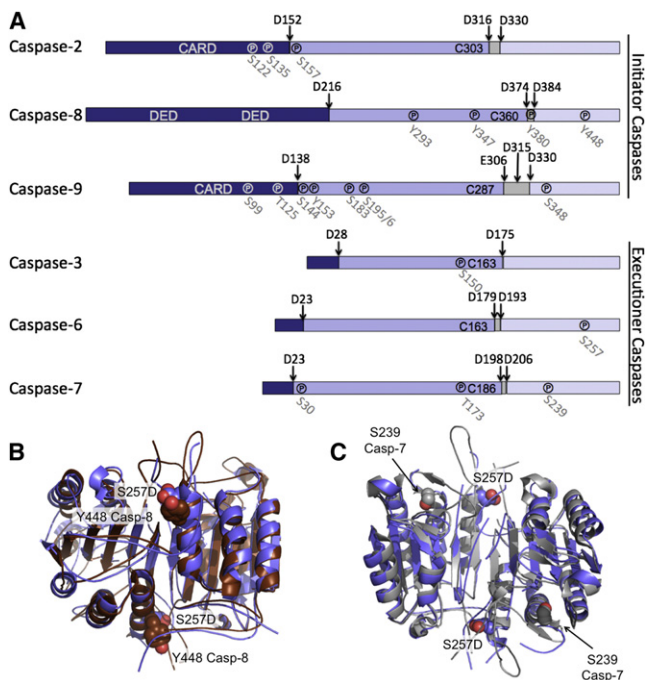 A
D152
D316
D330
Caspase-2
CARD
P
P
P
C303
S122
S135
S157
D216
D374
D384
Caspase-8
DED
DED
P
P
C360
P
P
Y293
Y347
Y380
Y448
Initiator Caspases
D138
E306
D315
D330
Caspase-9
CARD
P
P
P
P
P
P
C287
P
S99
T125
S144
Y153
S183
S195/6
S348
D28
D175
Caspase-3
P
C163
S150
D23
D179
D193
Caspase-6
C163
P
S257
D23
D198
D206
Caspase-7
P
P
C186
P
S30
T173
S239
Executioner Caspases
B
S257D
Y448 Casp-8
S257D
Y448 Casp-8
C
S239
Casp-7
S257D
S257D
S239
Casp-7